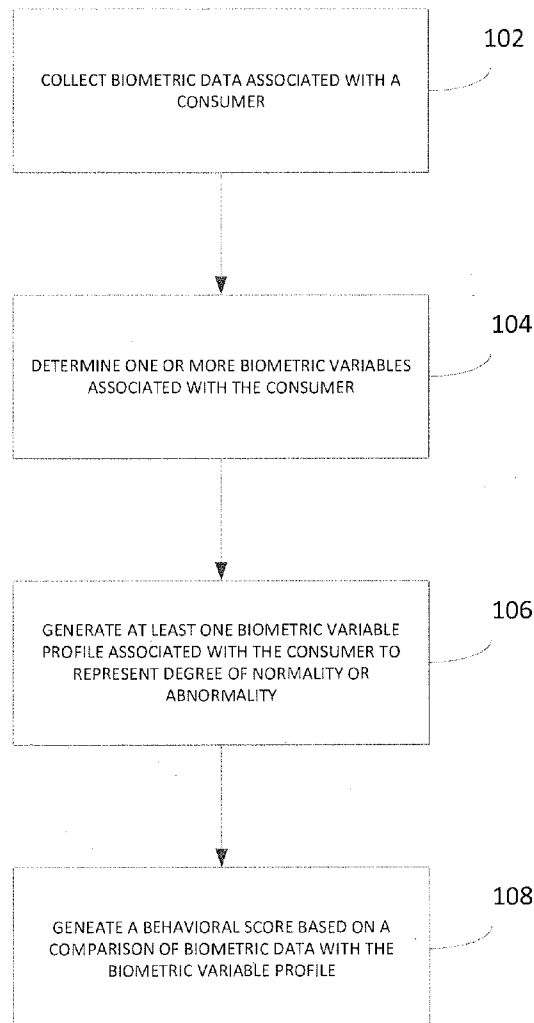 102
COLLECT BIOMETRIC DATA ASSOCIATED WITH A
CONSUMER
104
DETERMINE ONE OR MORE BIOMETRIC VARIABLES
ASSOCIATED WITH THE CONSUMER
106
GENERATE AT LEAST ONE BIOMETRIC VARIABLE
PROFILE ASSOCIATED WITH THE CONSUMER TO
REPRESENT DEGREE OF NORMALITY OR
ABNORMALITY
108
GENEATE A BEHAVIORAL SCORE BASED ON A
COMPARISON OF BIOMETRIC DATA WITH THE
BIOMETRIC VARIABLE PROFILE